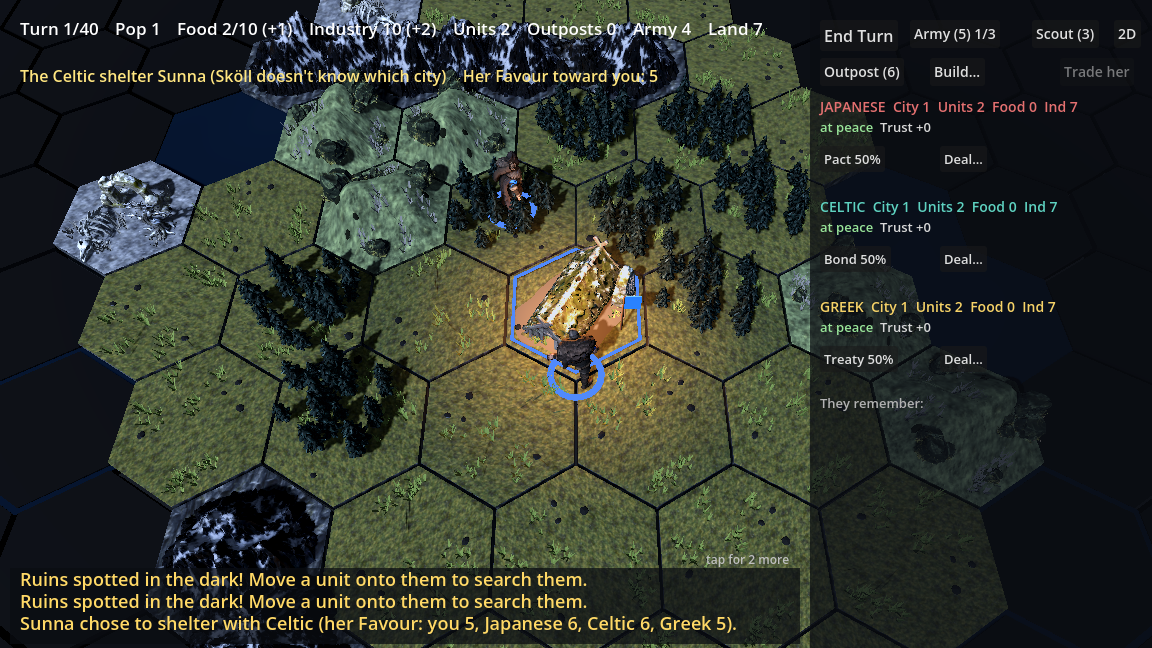 Turn 1/40 Pop 1 Food 2/10 (+1) Industry 10 (+2) Units 2 Outposts 0 Army 4 Land 7
The Celtic shelter Sunna (Sköll doesn't know which city) Her Favour toward you: 5
End Turn Army (5) 1/3 Scout (3) 2D
Outpost (6) Build... Trade her
JAPANESE City 1 Units 2 Food 0 Ind 7
at peace Trust +0
Pact 50% Deal...
CELTIC City 1 Units 2 Food 0 Ind 7
at peace Trust +0
Bond 50% Deal...
GREEK City 1 Units 2 Food 0 Ind 7
at peace Trust +0
Treaty 50% Deal...
They remember:
tap for 2 more
Ruins spotted in the dark! Move a unit onto them to search them.
Ruins spotted in the dark! Move a unit onto them to search them.
Sunna chose to shelter with Celtic (her Favour: you 5, Japanese 6, Celtic 6, Greek 5).